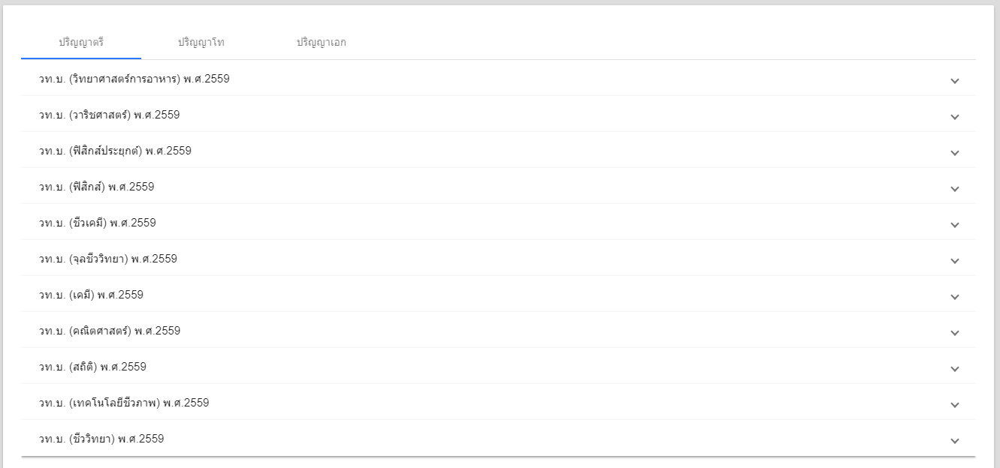 ปริญญาตรี ปริญญาโท ปริญญาเอก
วท.บ. (วิทยาศาสตร์การอาหาร) พ.ศ.2559
วท.บ. (วาริชศาสตร์) พ.ศ.2559
วท.บ. (ฟิสิกส์ประยุกต์) พ.ศ.2559
วท.บ. (ฟิสิกส์) พ.ศ.2559
วท.บ. (ชีวเคมี) พ.ศ.2559
วท.บ. (จุลชีววิทยา) พ.ศ.2559
วท.บ. (เคมี) พ.ศ.2559
วท.บ. (คณิตศาสตร์) พ.ศ.2559
วท.บ. (สถิติ) พ.ศ.2559
วท.บ. (เทคโนโลยีชีวภาพ) พ.ศ.2559
วท.บ. (ชีววิทยา) พ.ศ.2559